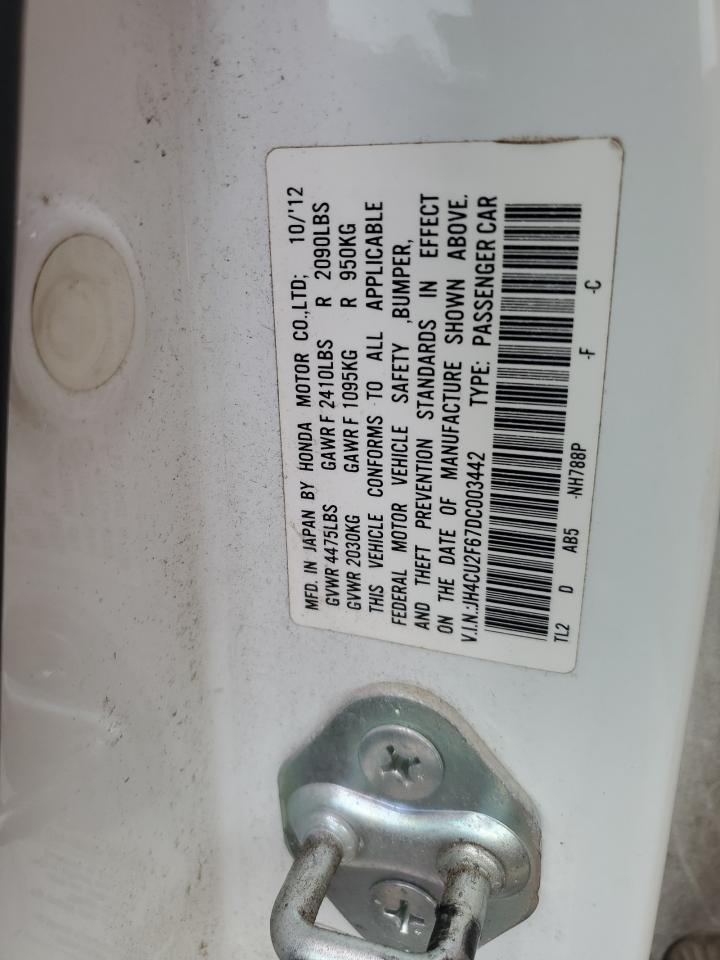 MFD. IN JAPAN BY HONDA MOTOR CO.,LTD; 10/'12
GVWR 4475LBS GAWR F 2410LBS R 2090LBS
GVWR 2030KG GAWR F 1095KG R 950KG
THIS VEHICLE CONFORMS TO ALL APPLICABLE
FEDERAL MOTOR VEHICLE SAFETY ,BUMPER,
AND THEFT PREVENTION STANDARDS IN EFFECT
ON THE DATE OF MANUFACTURE SHOWN ABOVE.
V.I.N.:JH4CU2F67DC003442 TYPE: PASSENGER CAR
TL2 D AB5 -NH788P -F -C